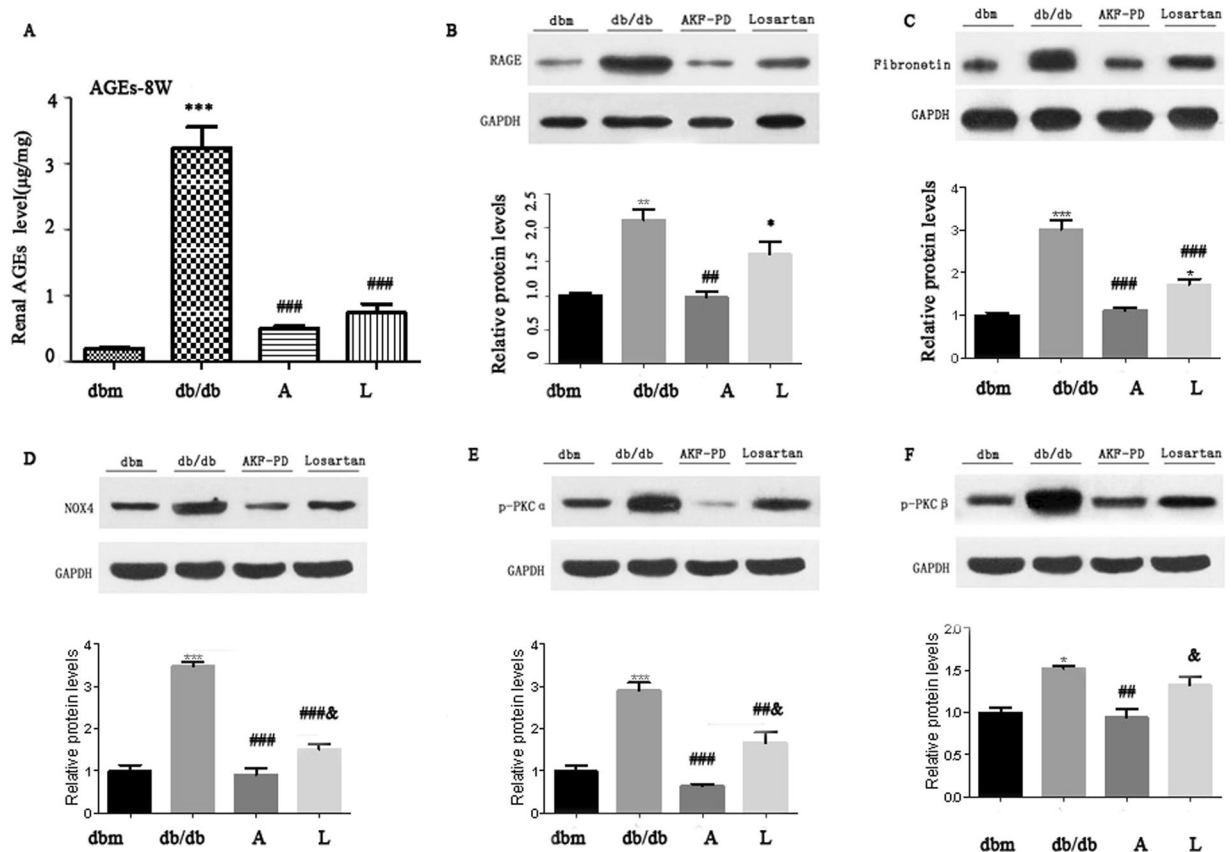 A
AGEs-8W
Renal AGEs level(μg/mg)
4
3
2
1
0
***
###
###
dbm db/db A L
B
dbm db/db AKF-PD Losartan
RAGE
GAPDH
Relative protein levels
2.5
2.0
1.5
1.0
0.5
0
**
##
*
dbm db/db A L
C
dbm db/db AKF-PD Losartan
Fibronetin
GAPDH
Relative protein levels
4
3
2
1
0
***
###
###
*
dbm db/db A L
D
dbm db/db AKF-PD Losartan
NOX4
GAPDH
Relative protein levels
4
3
2
1
0
***
###
###&
dbm db/db A L
E
dbm db/db AKF-PD Losartan
p-PKC α
GAPDH
Relative protein levels
4
3
2
1
0
***
###
##&
dbm db/db A L
F
dbm db/db AKF-PD Losartan
p-PKC β
GAPDH
Relative protein levels
2.0
1.5
1.0
0.5
0.0
*
##
&
dbm db/db A L